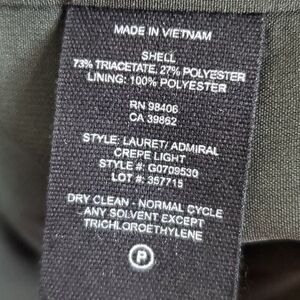 MADE IN VIETNAM
SHELL
73% TRIACETATE, 27% POLYESTER
LINING: 100% POLYESTER
RN 98406
CA 39862
STYLE: LAURET/ ADMIRAL
CREPE LIGHT
STYLE #: G0709530
LOT #: 357715
DRY CLEAN - NORMAL CYCLE
ANY SOLVENT EXCEPT
TRICHLOROETHYLENE
P